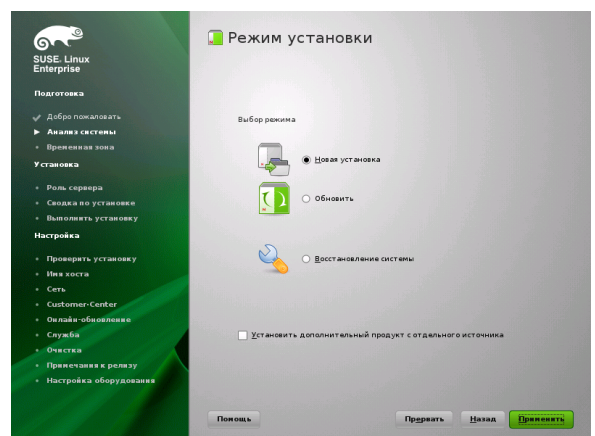 SUSE. Linux
Enterprise
Подготовка
Добро пожаловать
Анализ системы
Временная зона
Установка
Роль сервера
Сводка по установке
Выполнить установку
Настройка
Проверить установку
Имя хоста
Сеть
Customer-Center
Онлайн-обновление
Служба
Очистка
Примечания к релизу
Настройка оборудования
Режим установки
Выбор режима
Новая установка
Обновить
Восстановление системы
Установить дополнительный продукт с отдельного источника
Помощь
Прервать
Назад
Применить